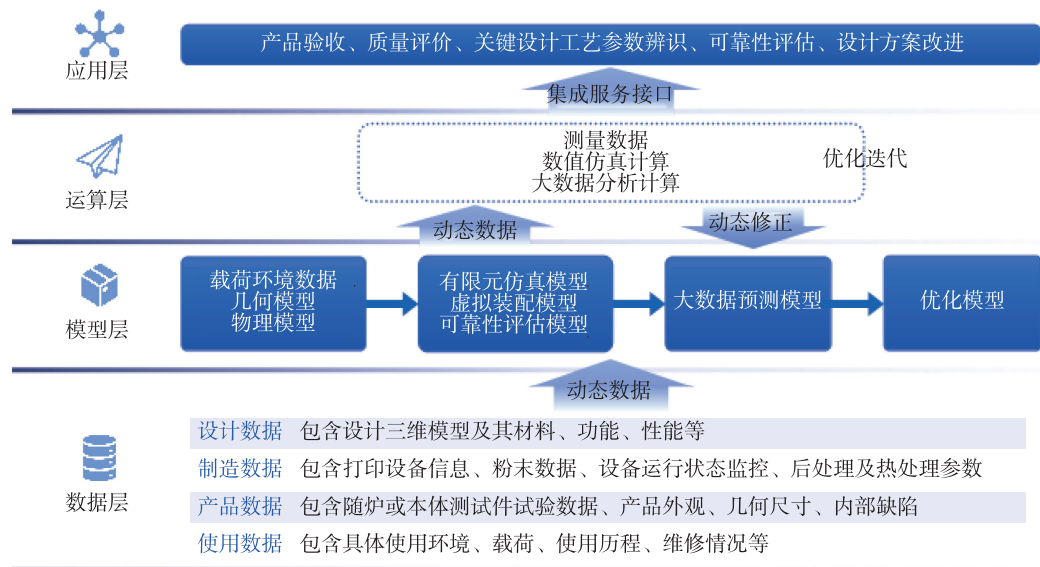 产品验收、质量评价、关键设计工艺参数辨识、可靠性评估、设计方案改进
应用层
集成服务接口
测量数据
数值仿真计算
大数据分析计算
优化迭代
运算层
动态数据
动态修正
载荷环境数据
几何模型
物理模型
有限元仿真模型
虚拟装配模型
可靠性评估模型
大数据预测模型
优化模型
模型层
动态数据
设计数据 包含设计三维模型及其材料、功能、性能等
制造数据 包含打印设备信息、粉末数据、设备运行状态监控、后处理及热处理参数
数据层
产品数据 包含随炉或本体测试件试验数据、产品外观、几何尺寸、内部缺陷
使用数据 包含具体使用环境、载荷、使用历程、维修情况等